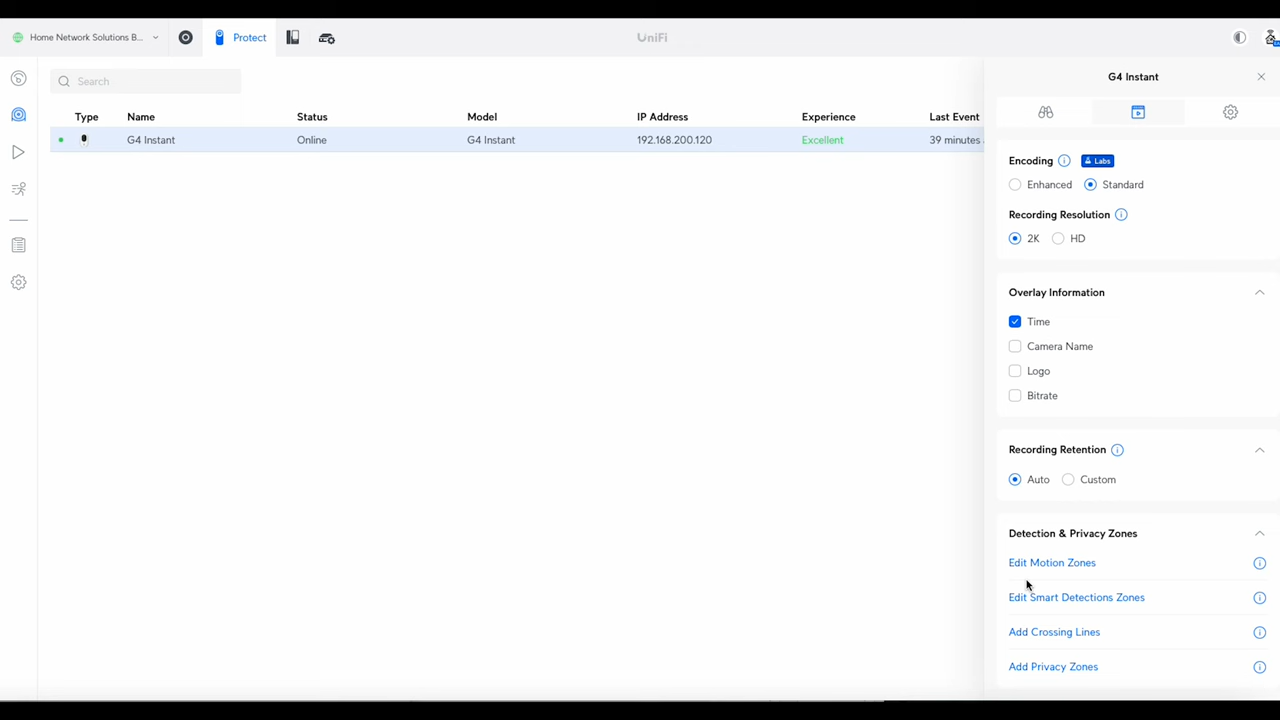 Home Network Solutions B...
Protect
UniFi
Search
Type Name Status Model IP Address Experience Last Event
G4 Instant Online G4 Instant 192.168.200.120 Excellent 39 minutes
G4 Instant
Encoding Labs
Enhanced Standard
Recording Resolution
2K HD
Overlay Information
Time
Camera Name
Logo
Bitrate
Recording Retention
Auto Custom
Detection & Privacy Zones
Edit Motion Zones
Edit Smart Detections Zones
Add Crossing Lines
Add Privacy Zones